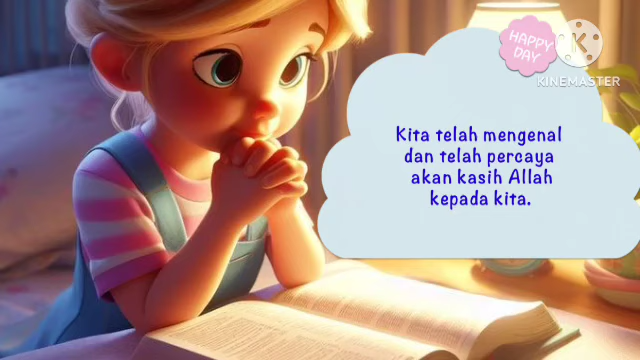 HAPPY
DAY
K
KINEMASTER
Kita telah mengenal
dan telah percaya
akan kasih Allah
kepada kita.